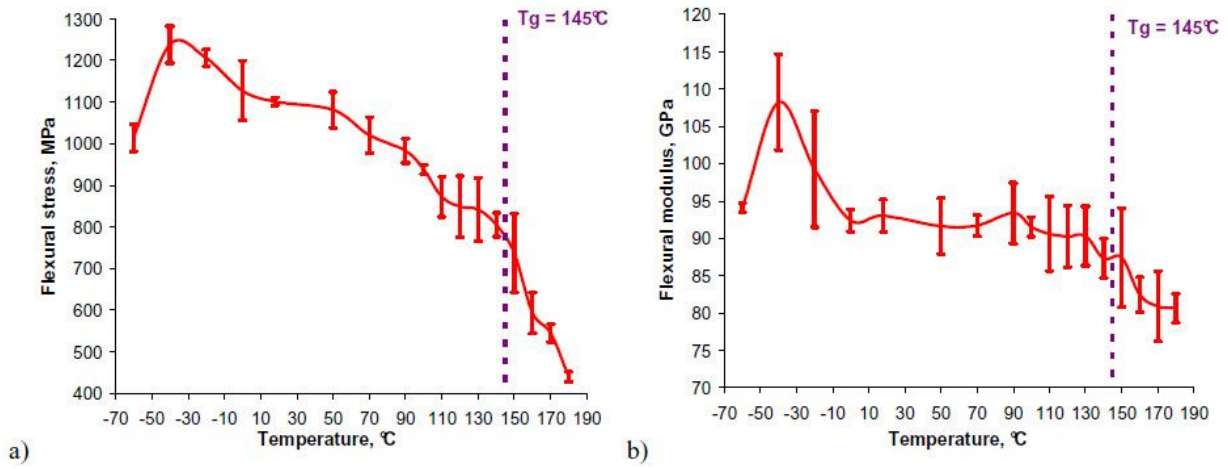 Tg = 145°C
1300
1200
1100
1000
900
800
700
600
500
400
Flexural stress, MPa
-70 -50 -30 -10 10 30 50 70 90 110 130 150 170 190
Temperature, °C
a)
Tg = 145°C
120
115
110
105
100
95
90
85
80
75
70
Flexural modulus, GPa
-70 -50 -30 -10 10 30 50 70 90 110 130 150 170 190
Temperature, °C
b)